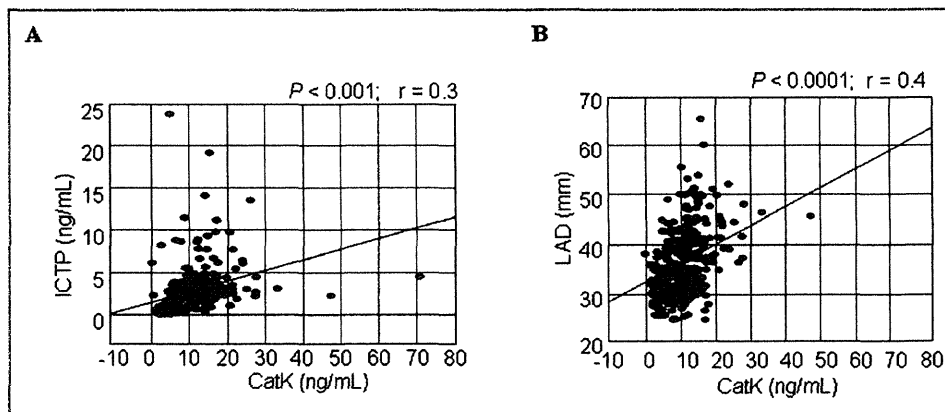 A
P < 0.001; r = 0.3
25
20
15
10
5
0
ICTP (ng/mL)
-10 0 10 20 30 40 50 60 70 80
CatK (ng/mL)
B
P < 0.0001; r = 0.4
70
60
50
40
30
20
LAD (mm)
-10 0 10 20 30 40 50 60 70 80
CatK (ng/mL)